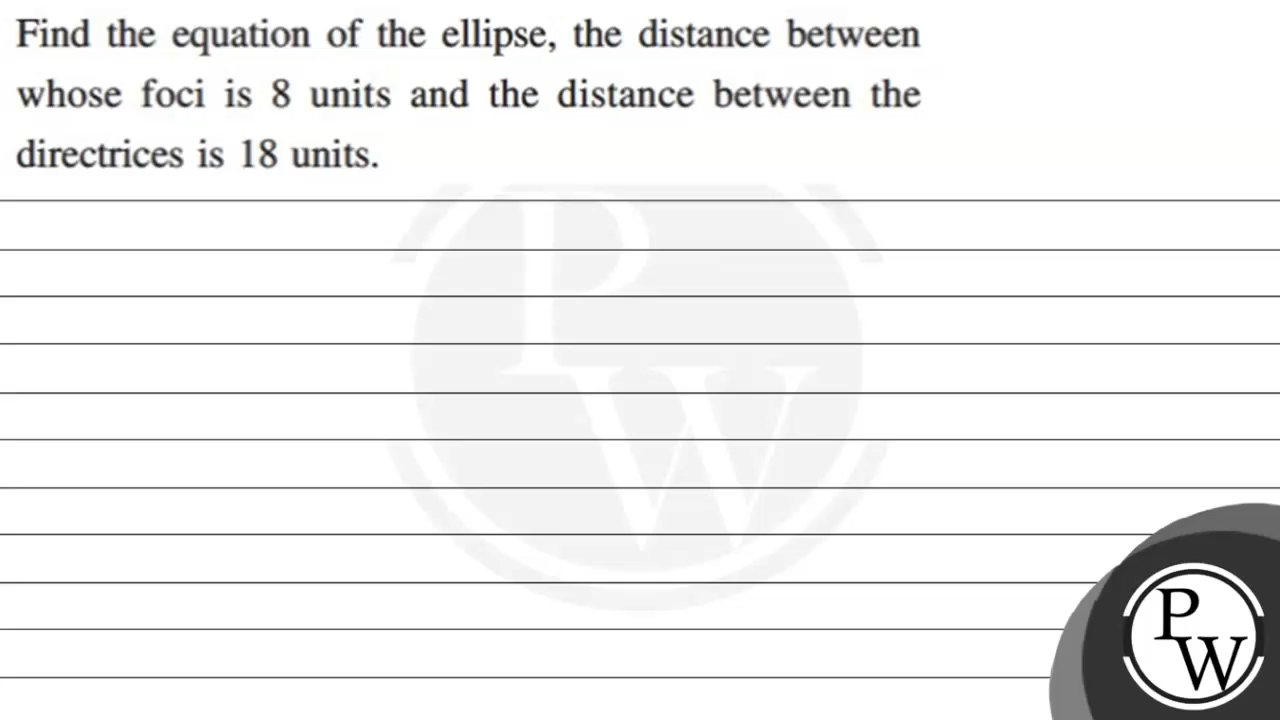 Find the equation of the ellipse, the distance between
whose foci is 8 units and the distance between the
directrices is 18 units.
P
W
P
W